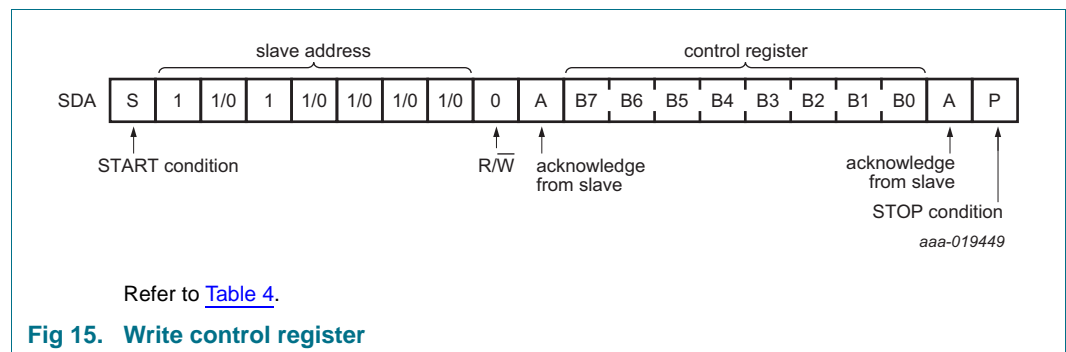 slave address control register
SDA S 1 1/0 1 1/0 1/0 1/0 1/0 0 A B7 B6 B5 B4 B3 B2 B1 B0 A P
START condition R/W̅ acknowledge
from slave
acknowledge
from slave
STOP condition
aaa-019449
Refer to Table 4.
Fig 15. Write control register